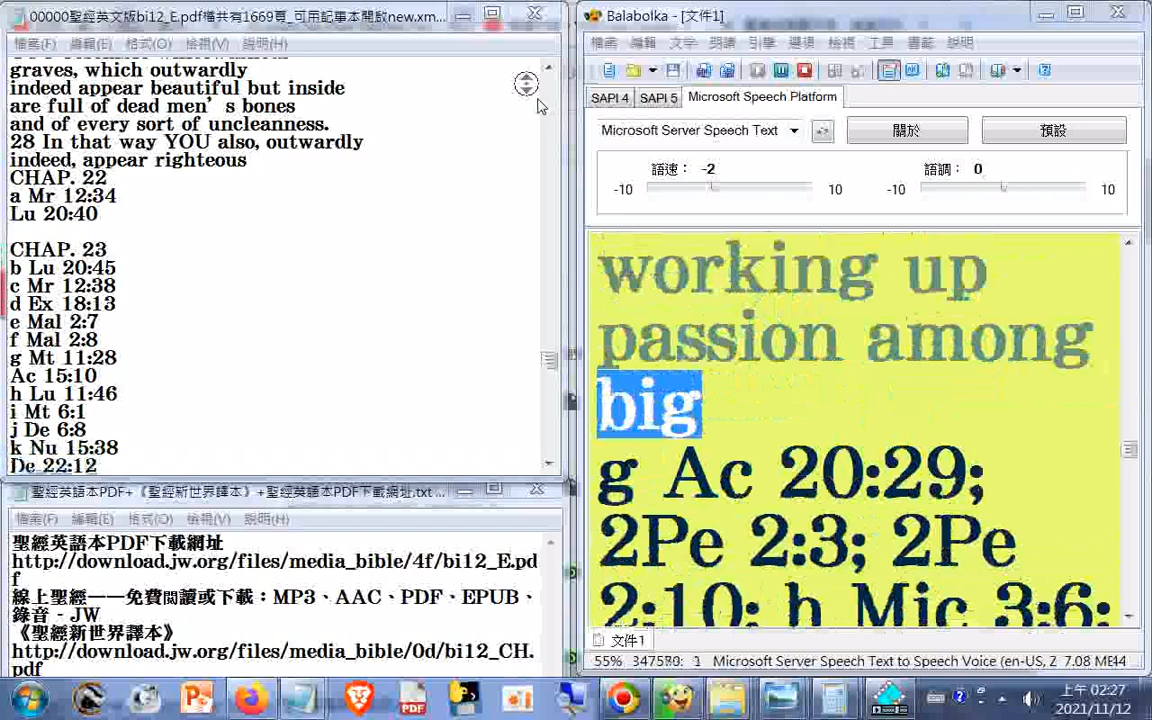 00000聖經英文版bi12_E.pdf檔共有1669頁_可用記事本開啟new.xm...
檔案(F) 編輯(E) 格式(O) 檢視(V) 說明(H)
graves, which outwardly
indeed appear beautiful but inside
are full of dead men’s bones
and of every sort of uncleanness.
28 In that way YOU also, outwardly
indeed, appear righteous
CHAP. 22
a Mr 12:34
Lu 20:40
CHAP. 23
b Lu 20:45
c Mr 12:38
d Ex 18:13
e Mal 2:7
f Mal 2:8
g Mt 11:28
Ac 15:10
h Lu 11:46
i Mt 6:1
j De 6:8
k Nu 15:38
De 22:12
聖經英語本PDF+《聖經新世界譯本》+聖經英語本PDF下載網址.txt ...
檔案(F) 編輯(E) 格式(O) 檢視(V) 說明(H)
聖經英語本PDF下載網址
http://download.jw.org/files/media_bible/4f/bi12_E.pd
f
線上聖經——免費閱讀或下載：MP3、AAC、PDF、EPUB、
錄音 - JW
《聖經新世界譯本》
http://download.jw.org/files/media_bible/0d/bi12_CH.
pdf
Balabolka - [文件1]
檔案 編輯 文字 朗讀 引擎 選項 檢視 工具 書籤 說明
SAPI 4 SAPI 5 Microsoft Speech Platform
Microsoft Server Speech Text 關於 預設
語速： -2 語調： 0
-10 10 -10 10
working up
passion among
big
g Ac 20:29;
2Pe 2:3; 2Pe
2:10; h Mic 3:6;
文件1
55% 347580: 1 Microsoft Server Speech Text to Speech Voice (en-US, Z 7.08 ME44
上午 02:27
2021/11/12